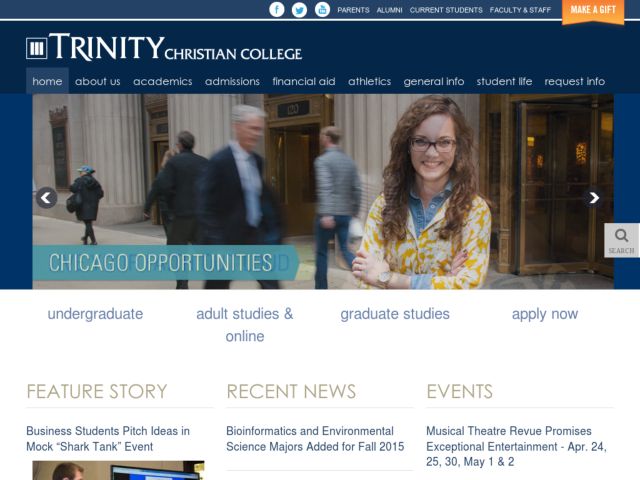 PARENTS ALUMNI CURRENT STUDENTS FACULTY & STAFF MAKE A GIFT
TRINITY CHRISTIAN COLLEGE
home about us academics admissions financial aid athletics general info student life request info
120
CHICAGO OPPORTUNITIES
SEARCH
undergraduate adult studies & graduate studies apply now
online
FEATURE STORY RECENT NEWS EVENTS
Business Students Pitch Ideas in Bioinformatics and Environmental Musical Theatre Revue Promises
Mock “Shark Tank” Event Science Majors Added for Fall 2015 Exceptional Entertainment - Apr. 24,
25, 30, May 1 & 2